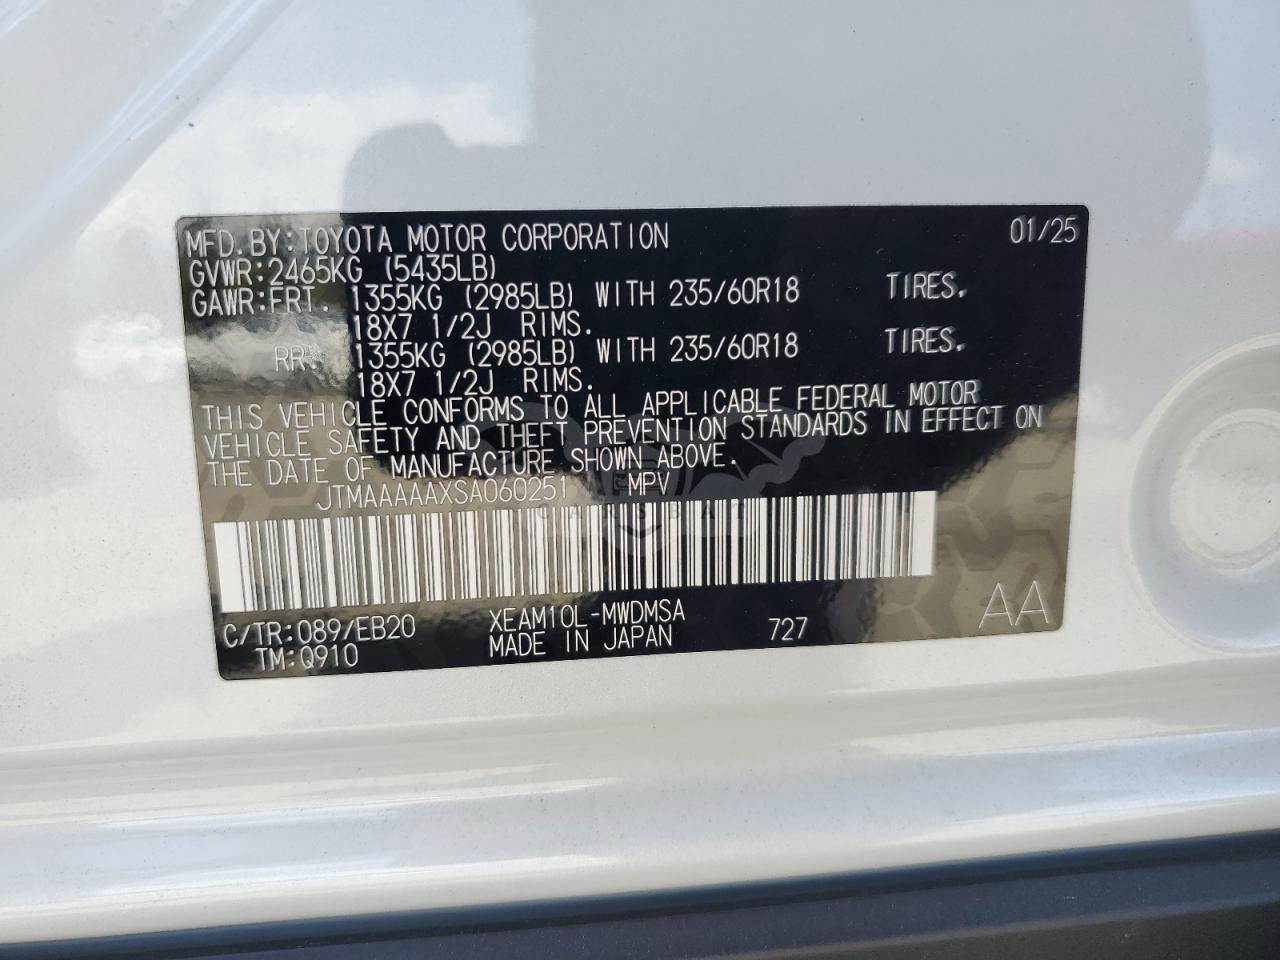 MFD. BY: TOYOTA MOTOR CORPORATION 01/25
GVWR: 2465KG (5435LB)
GAWR: FRT. 1355KG (2985LB) WITH 235/60R18 TIRES.
18X7 1/2J RIMS.
RR. 1355KG (2985LB) WITH 235/60R18 TIRES.
18X7 1/2J RIMS.
THIS VEHICLE CONFORMS TO ALL APPLICABLE FEDERAL MOTOR
VEHICLE SAFETY AND THEFT PREVENTION STANDARDS IN EFFECT ON
THE DATE OF MANUFACTURE SHOWN ABOVE.
JTMAAAAAXSA060251 MPV
CARSBAT
C/TR: 089/EB20 XEAM10L-MWDMSA 727 AA
TM: Q910 MADE IN JAPAN